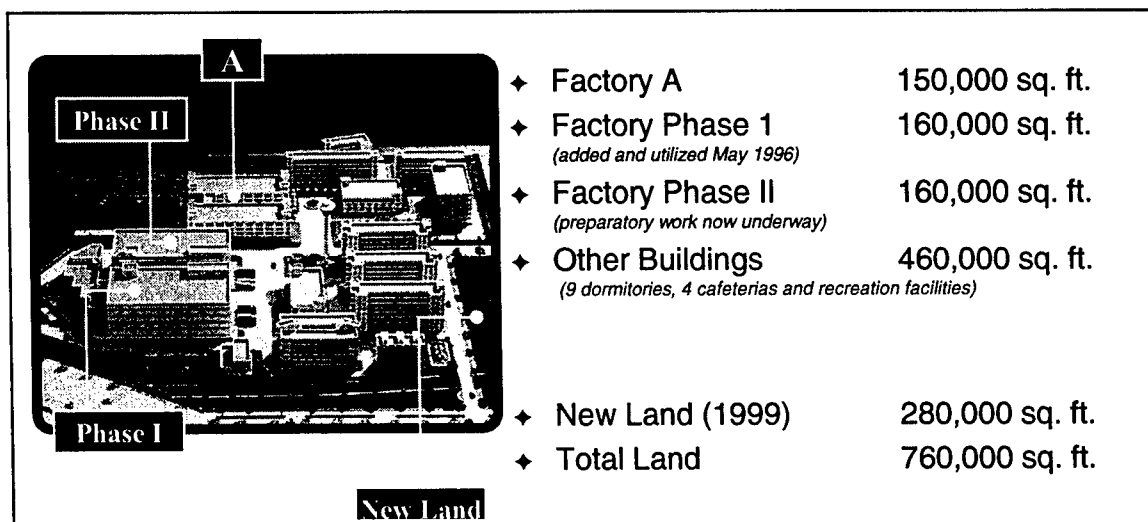 A
Phase II
Phase I
New Land
✦ Factory A 150,000 sq. ft.
✦ Factory Phase 1 160,000 sq. ft.
(added and utilized May 1996)
✦ Factory Phase II 160,000 sq. ft.
(preparatory work now underway)
✦ Other Buildings 460,000 sq. ft.
(9 dormitories, 4 cafeterias and recreation facilities)
✦ New Land (1999) 280,000 sq. ft.
✦ Total Land 760,000 sq. ft.